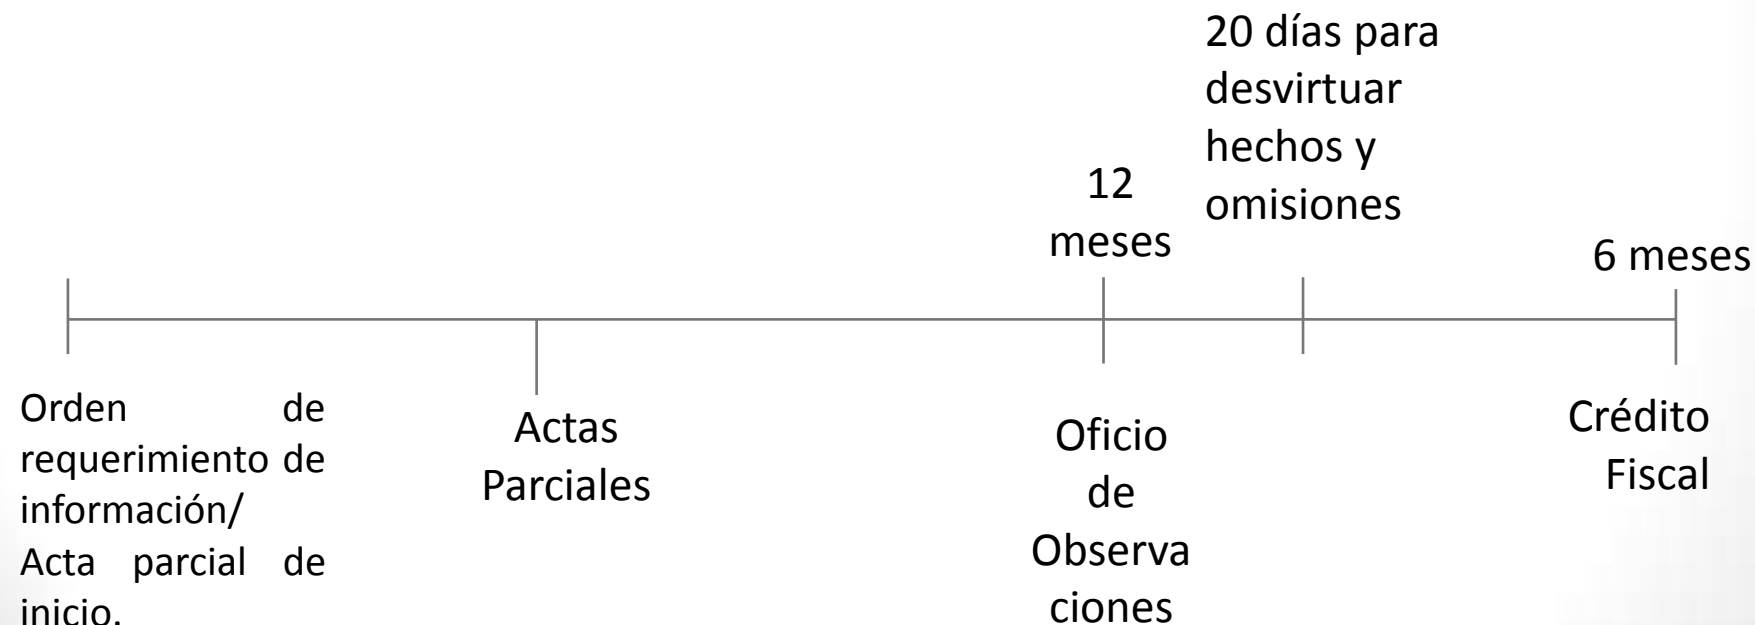 20 días para
desvirtuar
hechos y
omisiones
12
meses
6 meses
Orden de
requerimiento de
información/
Acta parcial de
inicio.
Actas
Parciales
Oficio
de
Observa
ciones
Crédito
Fiscal